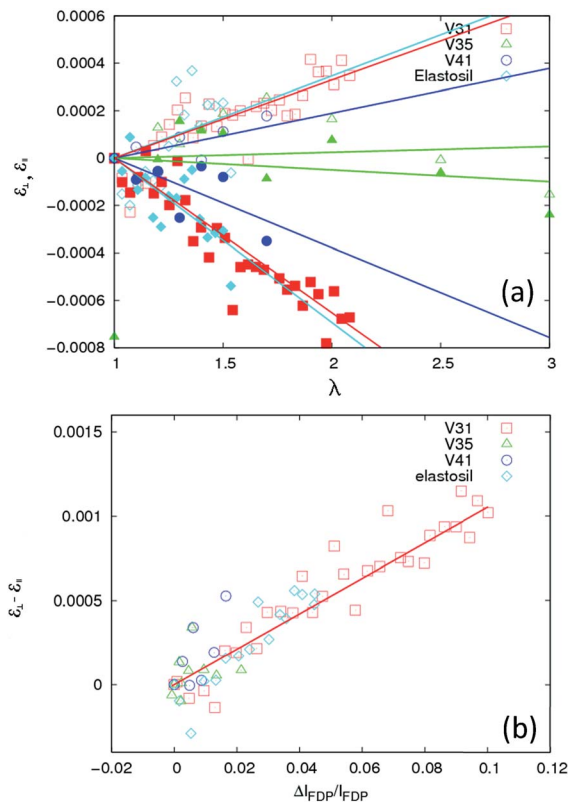 0.0006
0.0004
0.0002
0
-0.0002
-0.0004
-0.0006
-0.0008
ε⊥, ε∥
V31
V35
V41
Elastosil
(a)
1
1.5
2
2.5
3
λ
0.0015
0.001
0.0005
0
ε⊥- ε∥
V31
V35
V41
elastosil
(b)
-0.02
0
0.02
0.04
0.06
0.08
0.1
0.12
ΔI_FDP/I_FDP